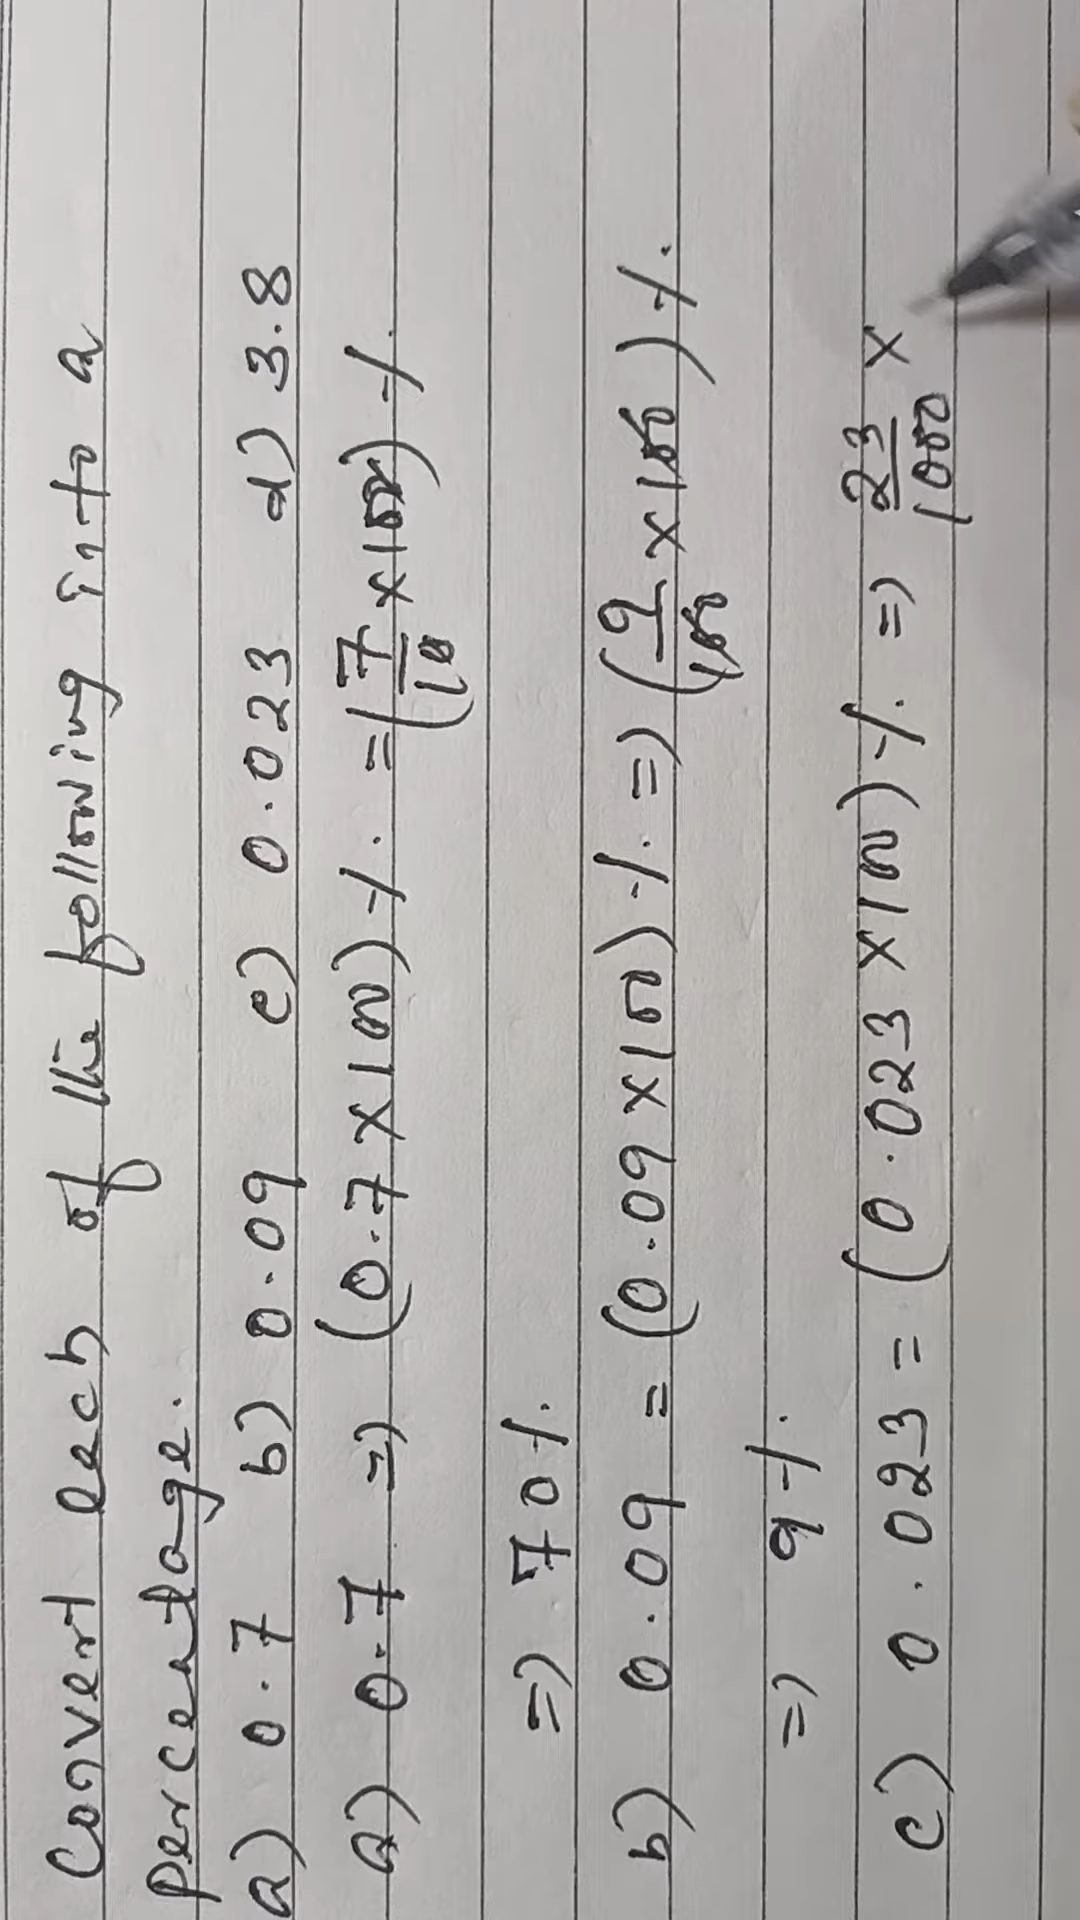 Convert each of the following into a
percentage.
a) 0.7 b) 0.09 c) 0.023 d) 3.8
a) 0.7 => (0.7 x 100) % = (7/10 x 100) %
=> 70 %
b) 0.09 = (0.09 x 100) % => (9/100 x 100) %
=> 9 %
c) 0.023 = (0.023 x 100) % => 23/1000 x